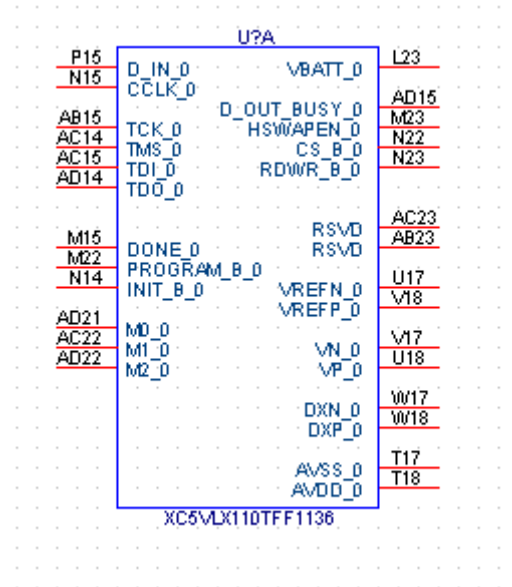 U?A
P15 D_IN_0 VBATT_0 L23
N15 CCLK_0
D_OUT_BUSY_0 AD15
AB15 TCK_0 HSWAPEN_0 M23
AC14 TMS_0 CS_B_0 N22
AC15 TDI_0 RDWR_B_0 N23
AD14 TDO_0
RSVD AC23
M15 DONE_0 RSVD AB23
M22 PROGRAM_B_0
N14 INIT_B_0 VREFN_0 U17
VREFP_0 V18
AD21 M0_0
AC22 M1_0 VN_0 V17
AD22 M2_0 VP_0 U18
DXN_0 W17
DXP_0 W18
AVSS_0 T17
AVDD_0 T18
XC5VLX110TFF1136